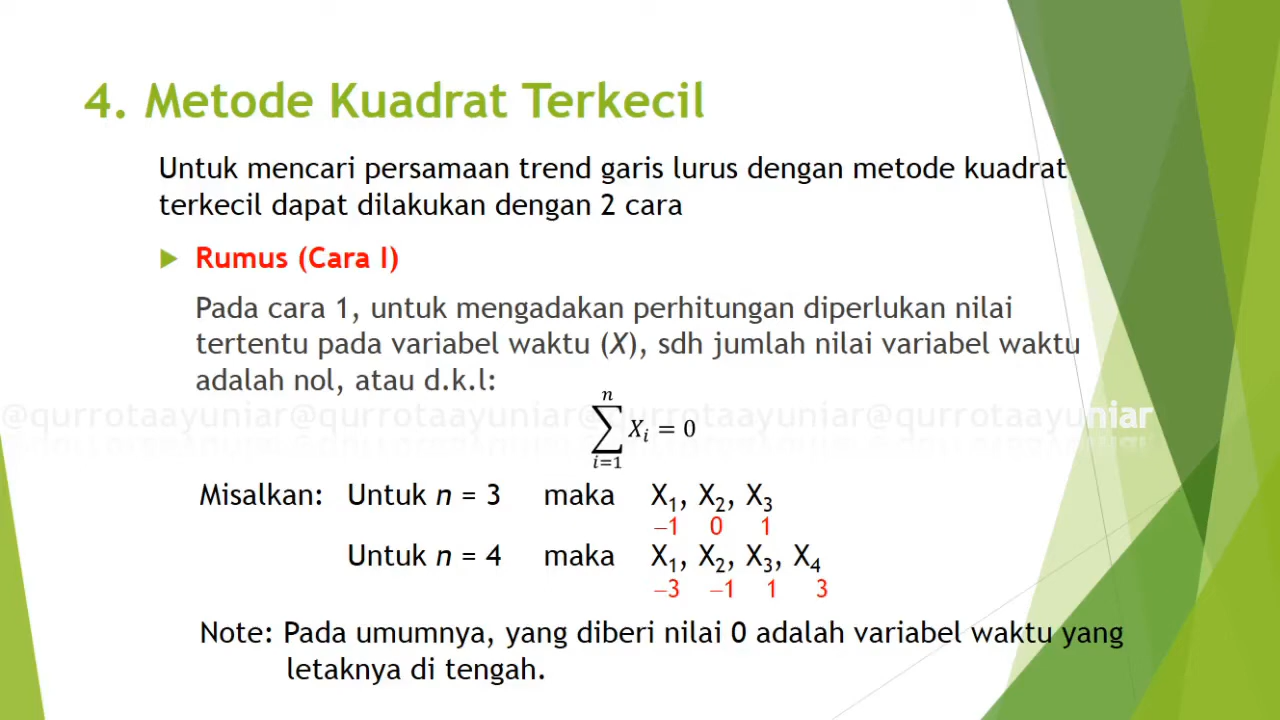 4. Metode Kuadrat Terkecil
Untuk mencari persamaan trend garis lurus dengan metode kuadrat
terkecil dapat dilakukan dengan 2 cara
Rumus (Cara I)
Pada cara 1, untuk mengadakan perhitungan diperlukan nilai
tertentu pada variabel waktu (X), sdh jumlah nilai variabel waktu
adalah nol, atau d.k.l:
@qurrotaayuniar@qurrotaayuniar@qurrotaayuniar@qurrotaayuniar
n
∑ Xᵢ = 0
i=1
Misalkan: Untuk n = 3 maka X₁, X₂, X₃
–1 0 1
Untuk n = 4 maka X₁, X₂, X₃, X₄
–3 –1 1 3
Note: Pada umumnya, yang diberi nilai 0 adalah variabel waktu yang
letaknya di tengah.